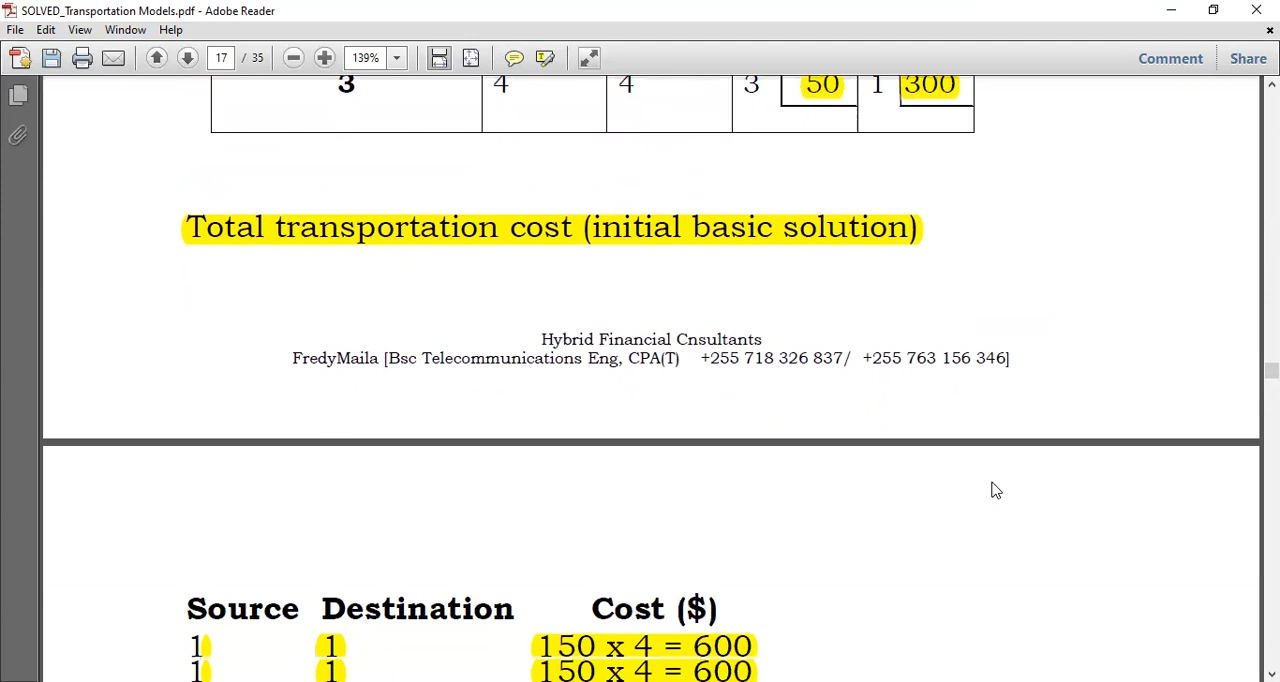 SOLVED_Transportation Models.pdf - Adobe Reader
File Edit View Window Help
17 / 35 139% Comment Share
3 4 4 3 50 1 300
Total transportation cost (initial basic solution)
Hybrid Financial Cnsultants
FredyMaila [Bsc Telecommunications Eng, CPA(T) +255 718 326 837/ +255 763 156 346]
Source Destination Cost ($)
1 1 150 x 4 = 600
1 1 150 x 4 = 600